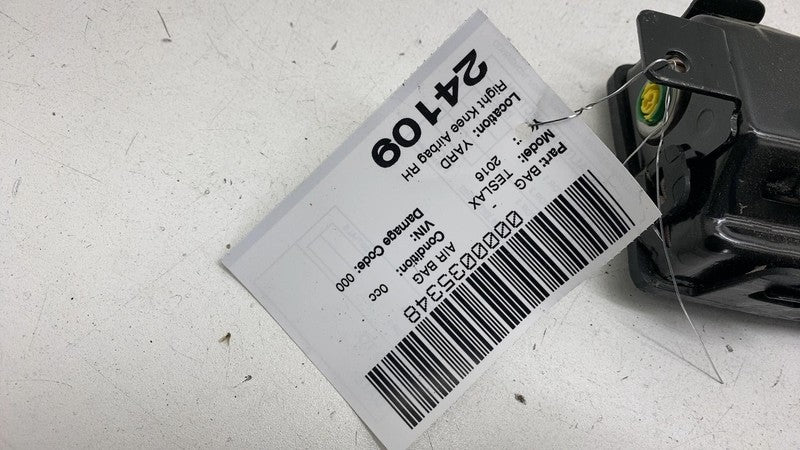 24109
Right Knee Airbag RH
Location: YARD
Y:
Part: BAG - AIR BAG
Model: TESLAX
2016
Condition: OCC
VIN:
Damage Code: 000
0000035348